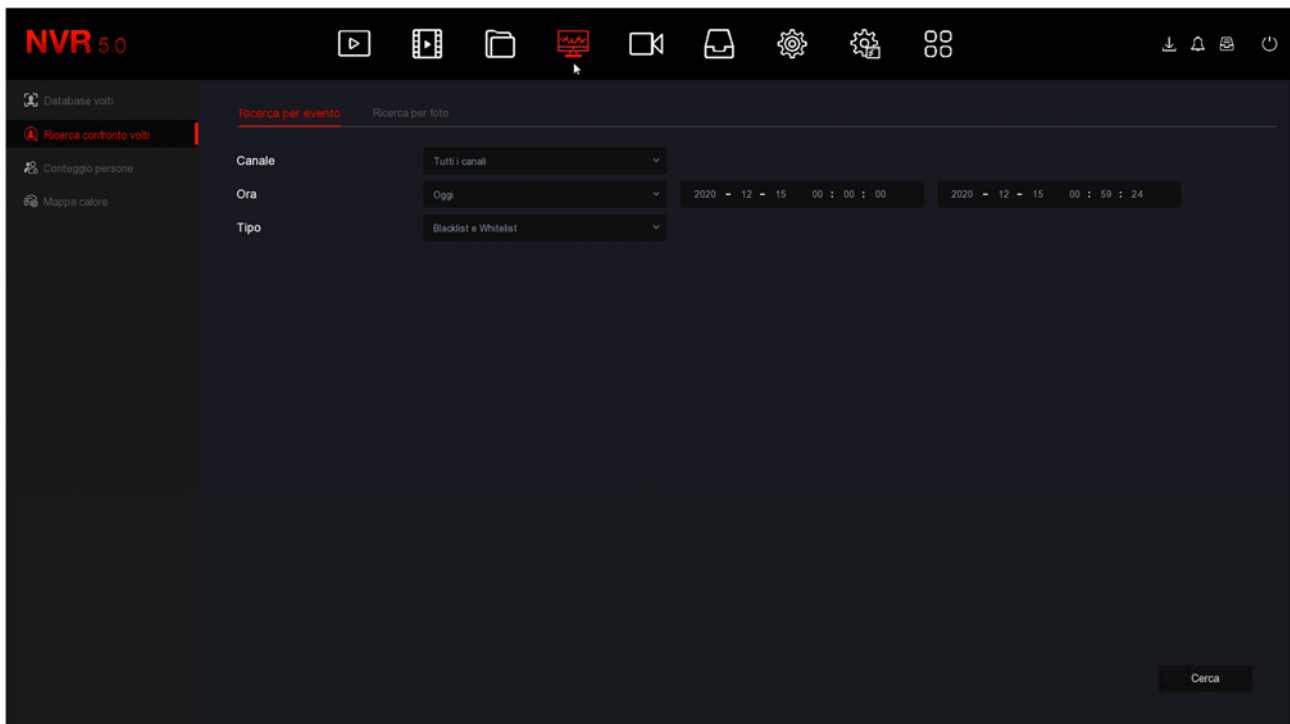 NVR 5.0
Database volti
Ricerca confronto volti
Conteggio persone
Mappa calore
Ricerca per evento Ricerca per foto
Canale Tutti i canali
Ora Oggi 2020 - 12 - 15 00 : 00 : 00 2020 - 12 - 15 00 : 59 : 24
Tipo Blacklist e Whitelist
Cerca